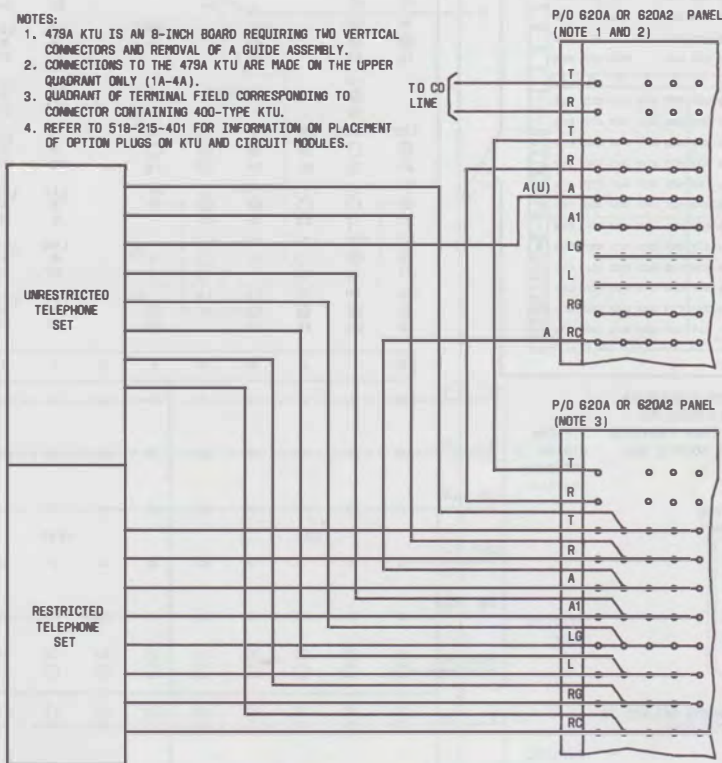 NOTES:
1. 479A KTU IS AN 8-INCH BOARD REQUIRING TWO VERTICAL
CONNECTORS AND REMOVAL OF A GUIDE ASSEMBLY.
2. CONNECTIONS TO THE 479A KTU ARE MADE ON THE UPPER
QUADRANT ONLY (1A-4A).
3. QUADRANT OF TERMINAL FIELD CORRESPONDING TO
CONNECTOR CONTAINING 400-TYPE KTU.
4. REFER TO 518-215-401 FOR INFORMATION ON PLACEMENT
OF OPTION PLUGS ON KTU AND CIRCUIT MODULES.
P/O 620A OR 620A2 PANEL
(NOTE 1 AND 2)
TO CO
LINE
T
R
T
R
A(U) A
A1
LG
L
RG
A RC
UNRESTRICTED
TELEPHONE
SET
P/O 620A OR 620A2 PANEL
(NOTE 3)
T
R
T
R
A
A1
LG
L
RG
RC
RESTRICTED
TELEPHONE
SET